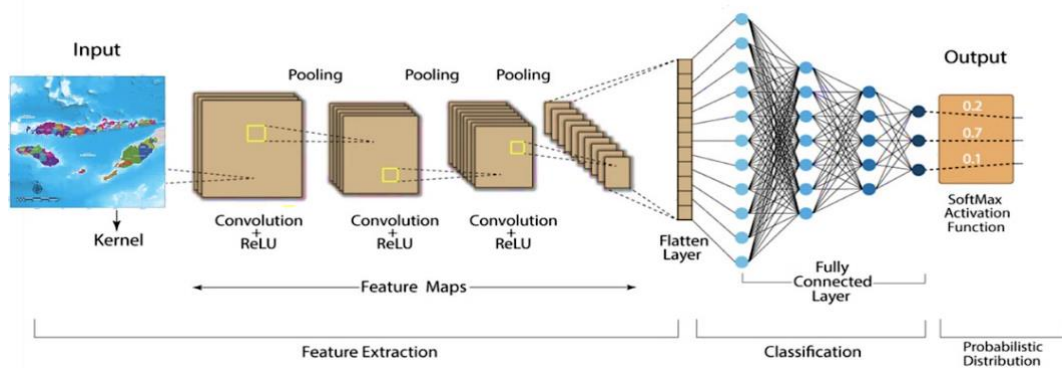 Input
Pooling
Pooling
Pooling
Output
0.2
0.7
0.1
Kernel
Convolution
+
ReLU
Convolution
+
ReLU
Convolution
+
ReLU
Flatten
Layer
SoftMax
Activation
Function
Feature Maps
Fully
Connected
Layer
Feature Extraction
Classification
Probabilistic
Distribution